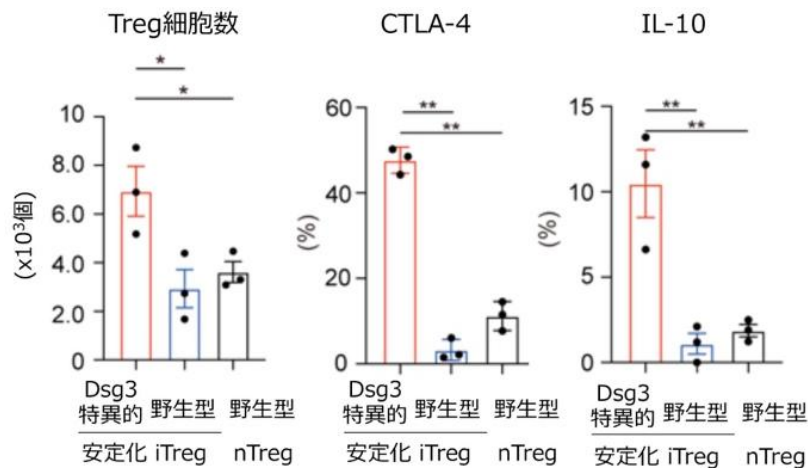 Treg細胞数
*
*
10
8.0
6.0
4.0
2.0
0
(x10³個)
Dsg3
特異的 野生型 野生型
安定化 iTreg nTreg
CTLA-4
**
**
60
40
20
0
(%)
Dsg3
特異的 野生型 野生型
安定化 iTreg nTreg
IL-10
**
**
15
10
5
0
(%)
Dsg3
特異的 野生型 野生型
安定化 iTreg nTreg